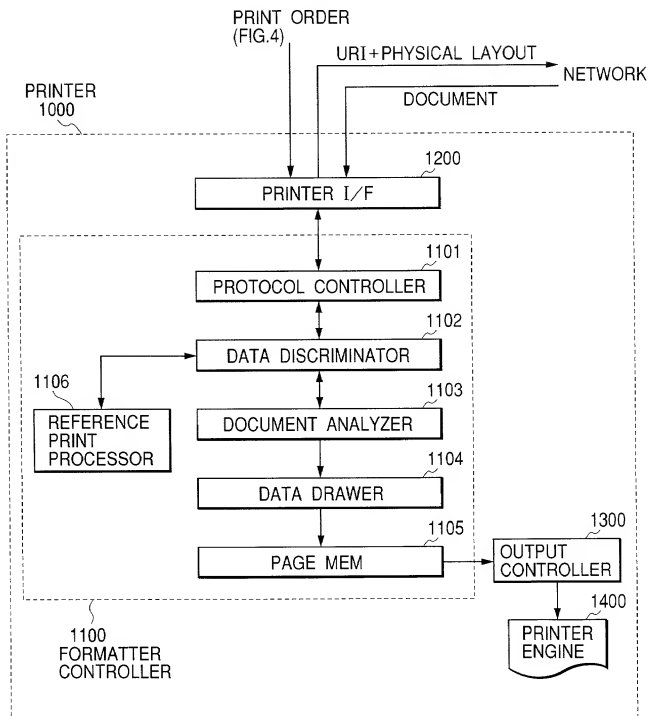 PRINT ORDER
(FIG.4)
URI+PHYSICAL LAYOUT
NETWORK
DOCUMENT
PRINTER
1000
1200
PRINTER I/F
1101
PROTOCOL CONTROLLER
1102
DATA DISCRIMINATOR
1106
REFERENCE
PRINT
PROCESSOR
1103
DOCUMENT ANALYZER
1104
DATA DRAWER
1105
PAGE MEM
1300
OUTPUT
CONTROLLER
1400
PRINTER
ENGINE
1100
FORMATTER
CONTROLLER